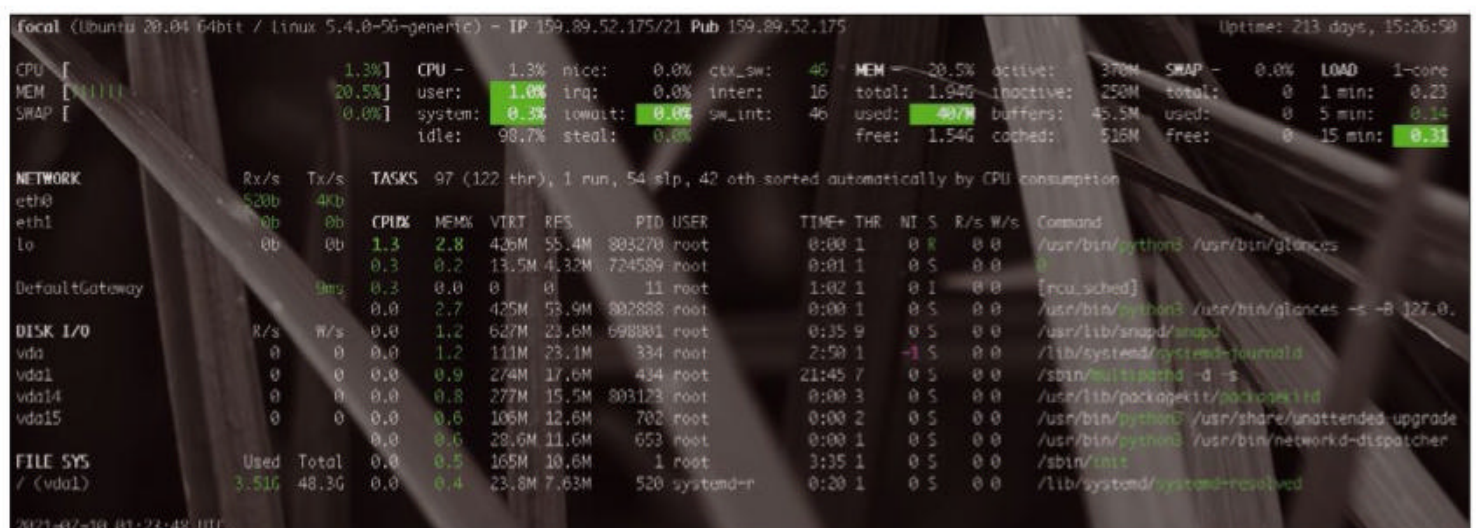 focal (Ubuntu 20.04 64bit / Linux 5.4.0-56-generic) - IP 159.89.52.175/21 Pub 159.89.52.175 Uptime: 213 days, 15:26:50
CPU [ 1.3%] CPU - 1.3% nice: 0.0% ctx_sw: 46 MEM - 20.5% active: 370M SWAP - 0.0% LOAD 1-core
MEM [|||||| 20.5%] user: 1.0% irq: 0.0% inter: 16 total: 1.94G inactive: 250M total: 0 1 min: 0.23
SWAP [ 0.0%] system: 0.3% iowait: 0.0% sw_int: 46 used: 407M buffers: 45.5M used: 0 5 min: 0.14
idle: 98.7% steal: 0.0% free: 1.54G cached: 516M free: 0 15 min: 0.31
NETWORK Rx/s Tx/s TASKS 97 (122 thr), 1 run, 54 slp, 42 oth sorted automatically by CPU consumption
eth0 520b 4Kb
eth1 0b 0b CPU% MEM% VIRT RES PID USER TIME+ THR NI S R/s W/s Command
lo 0b 0b 1.3 2.8 426M 55.4M 803270 root 0:00 1 0 R 0 0 /usr/bin/python3 /usr/bin/glances
0.3 0.2 13.5M 4.32M 724589 root 0:01 1 0 S 0 0 0
DefaultGateway 9ms 0.3 0.0 0 0 11 root 1:02 1 0 I 0 0 [rcu_sched]
0.0 2.7 425M 53.9M 802888 root 0:00 1 0 S 0 0 /usr/bin/python3 /usr/bin/glances -s -B 127.0.
DISK I/O R/s W/s 0.0 1.2 627M 23.6M 698801 root 0:35 9 0 S 0 0 /usr/lib/snapd/snapd
vda 0 0 0.0 1.2 111M 23.1M 334 root 2:50 1 -1 S 0 0 /lib/systemd/systemd-journald
vda1 0 0 0.0 0.9 274M 17.6M 434 root 21:45 7 0 S 0 0 /sbin/multipathd -d -s
vda14 0 0 0.0 0.8 277M 15.5M 803123 root 0:00 3 0 S 0 0 /usr/lib/packagekit/packagekitd
vda15 0 0 0.0 0.6 106M 12.6M 702 root 0:00 2 0 S 0 0 /usr/bin/python3 /usr/share/unattended-upgrade
0.0 0.6 28.6M 11.6M 653 root 0:00 1 0 S 0 0 /usr/bin/python3 /usr/bin/networkd-dispatcher
FILE SYS Used Total 0.0 0.5 165M 10.6M 1 root 3:35 1 0 S 0 0 /sbin/init
/ (vda1) 3.51G 48.3G 0.0 0.4 23.8M 7.63M 520 systemd-r 0:20 1 0 S 0 0 /lib/systemd/systemd-resolved
2021-07-10 01:23:48 UTC